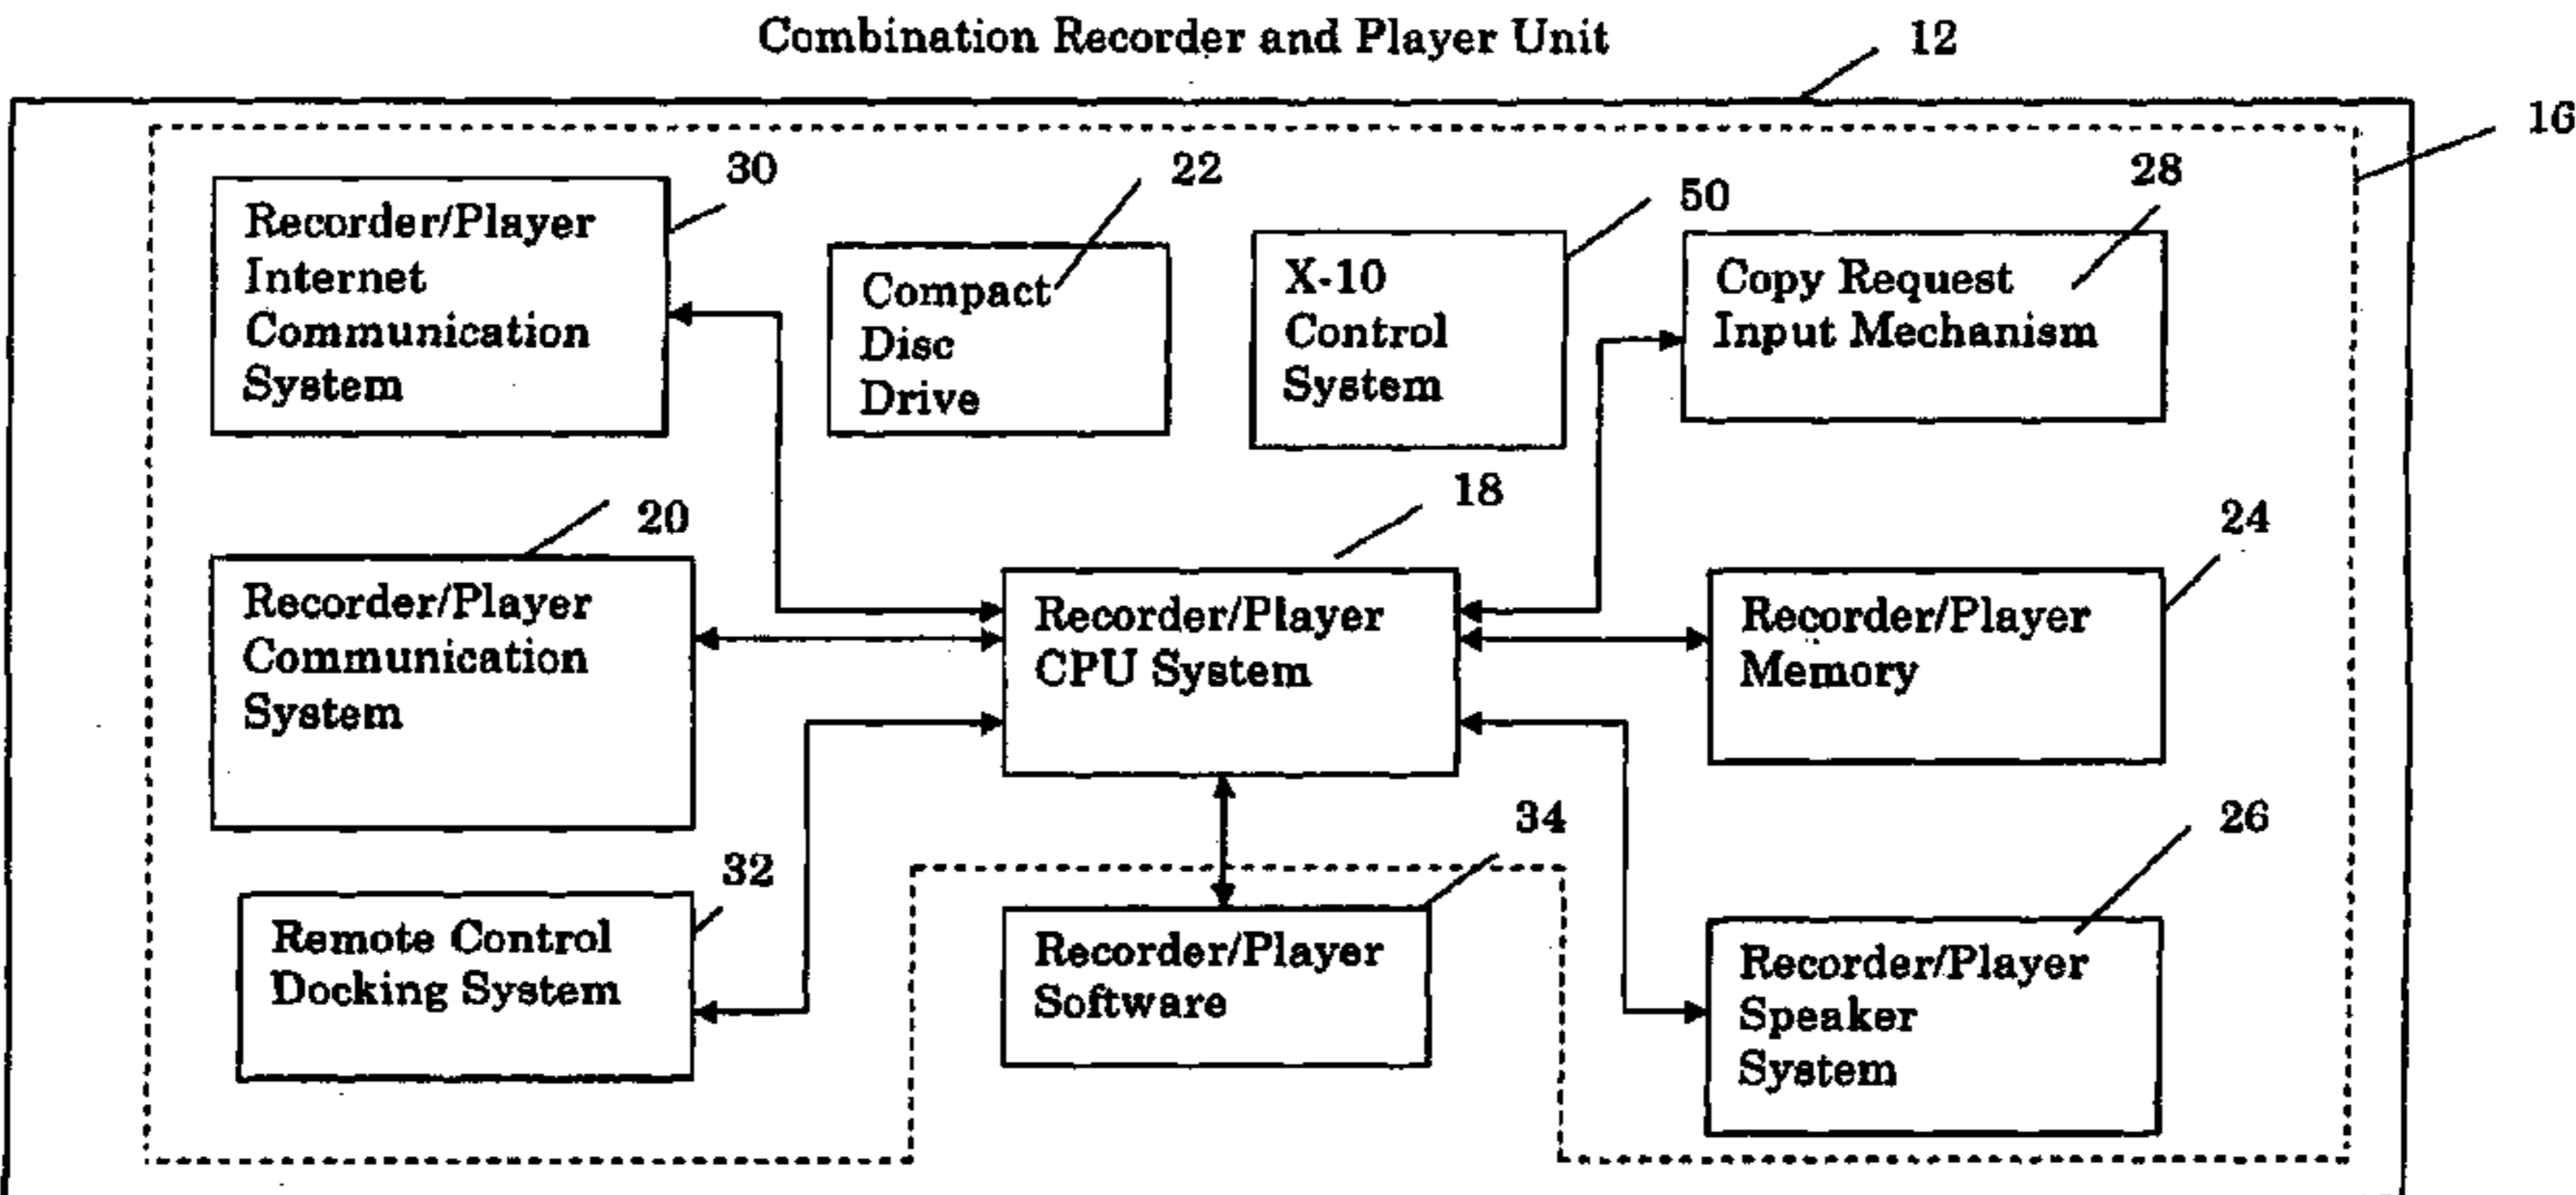 Combination Recorder and Player Unit
12
16
30
Recorder/Player
Internet
Communication
System
22
Compact
Disc
Drive
50
X-10
Control
System
28
Copy Request
Input Mechanism
20
Recorder/Player
Communication
System
18
Recorder/Player
CPU System
24
Recorder/Player
Memory
32
Remote Control
Docking System
34
Recorder/Player
Software
26
Recorder/Player
Speaker
System